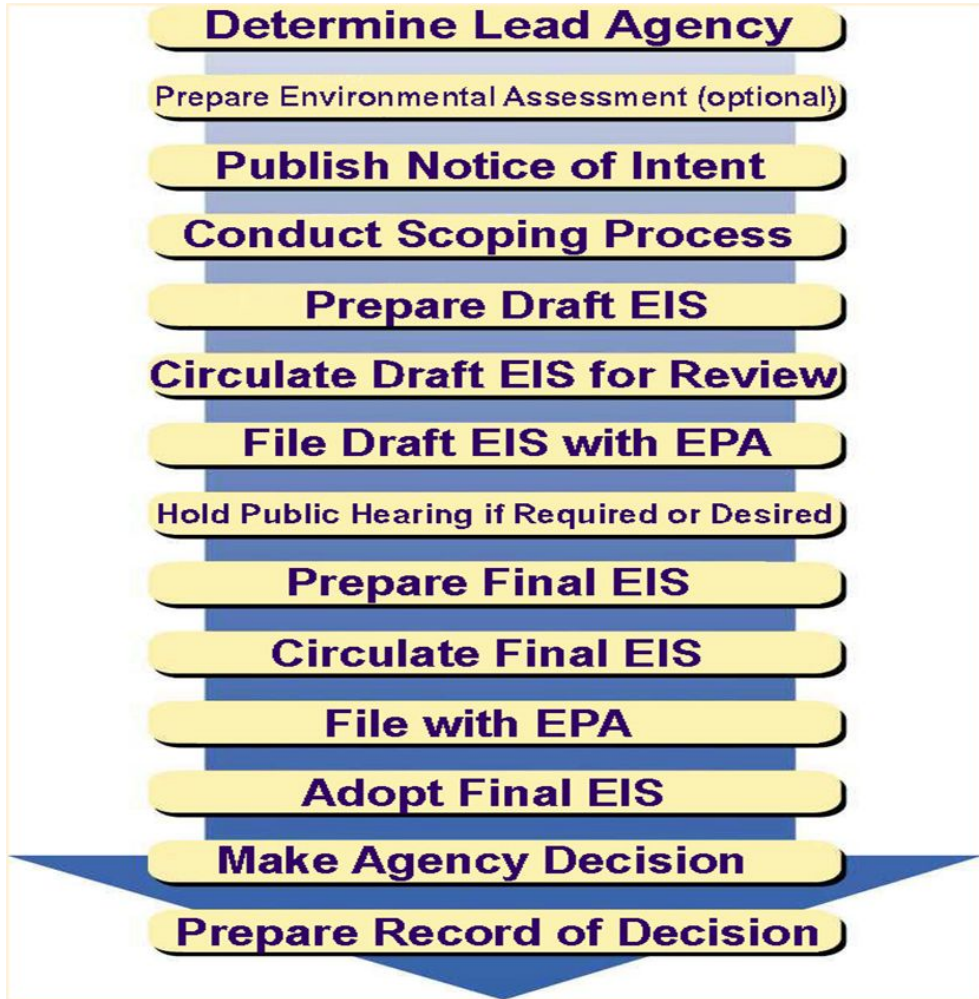 Determine Lead Agency
Prepare Environmental Assessment (optional)
Publish Notice of Intent
Conduct Scoping Process
Prepare Draft EIS
Circulate Draft EIS for Review
File Draft EIS with EPA
Hold Public Hearing if Required or Desired
Prepare Final EIS
Circulate Final EIS
File with EPA
Adopt Final EIS
Make Agency Decision
Prepare Record of Decision